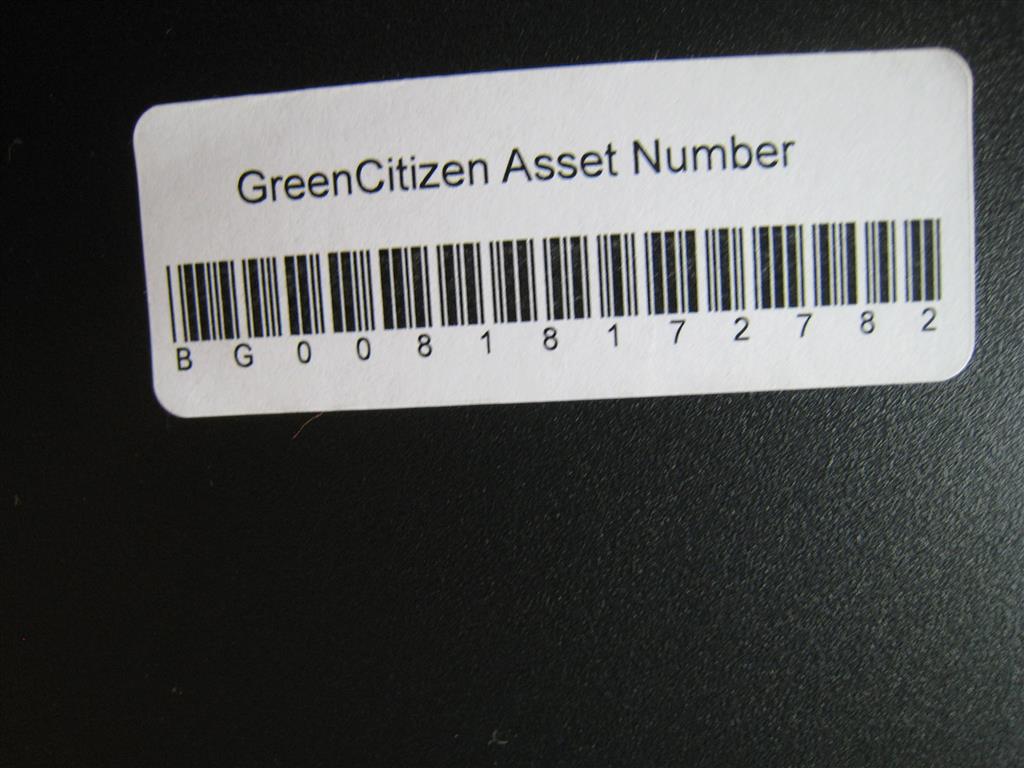 GreenCitizen Asset Number
B G 0 0 8 1 8 1 7 2 7 8 2